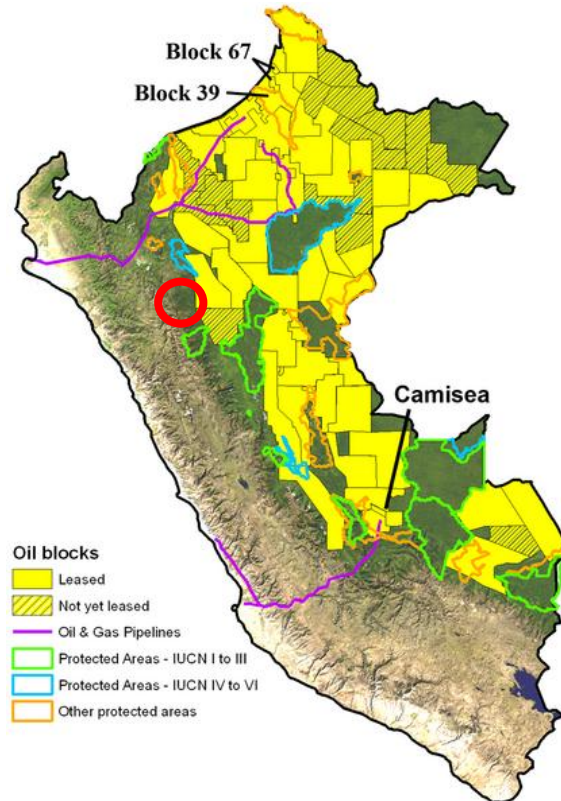 Block 67
Block 39
Camisea
Oil blocks
Leased
Not yet leased
Oil & Gas Pipelines
Protected Areas - IUCN I to III
Protected Areas - IUCN IV to VI
Other protected areas